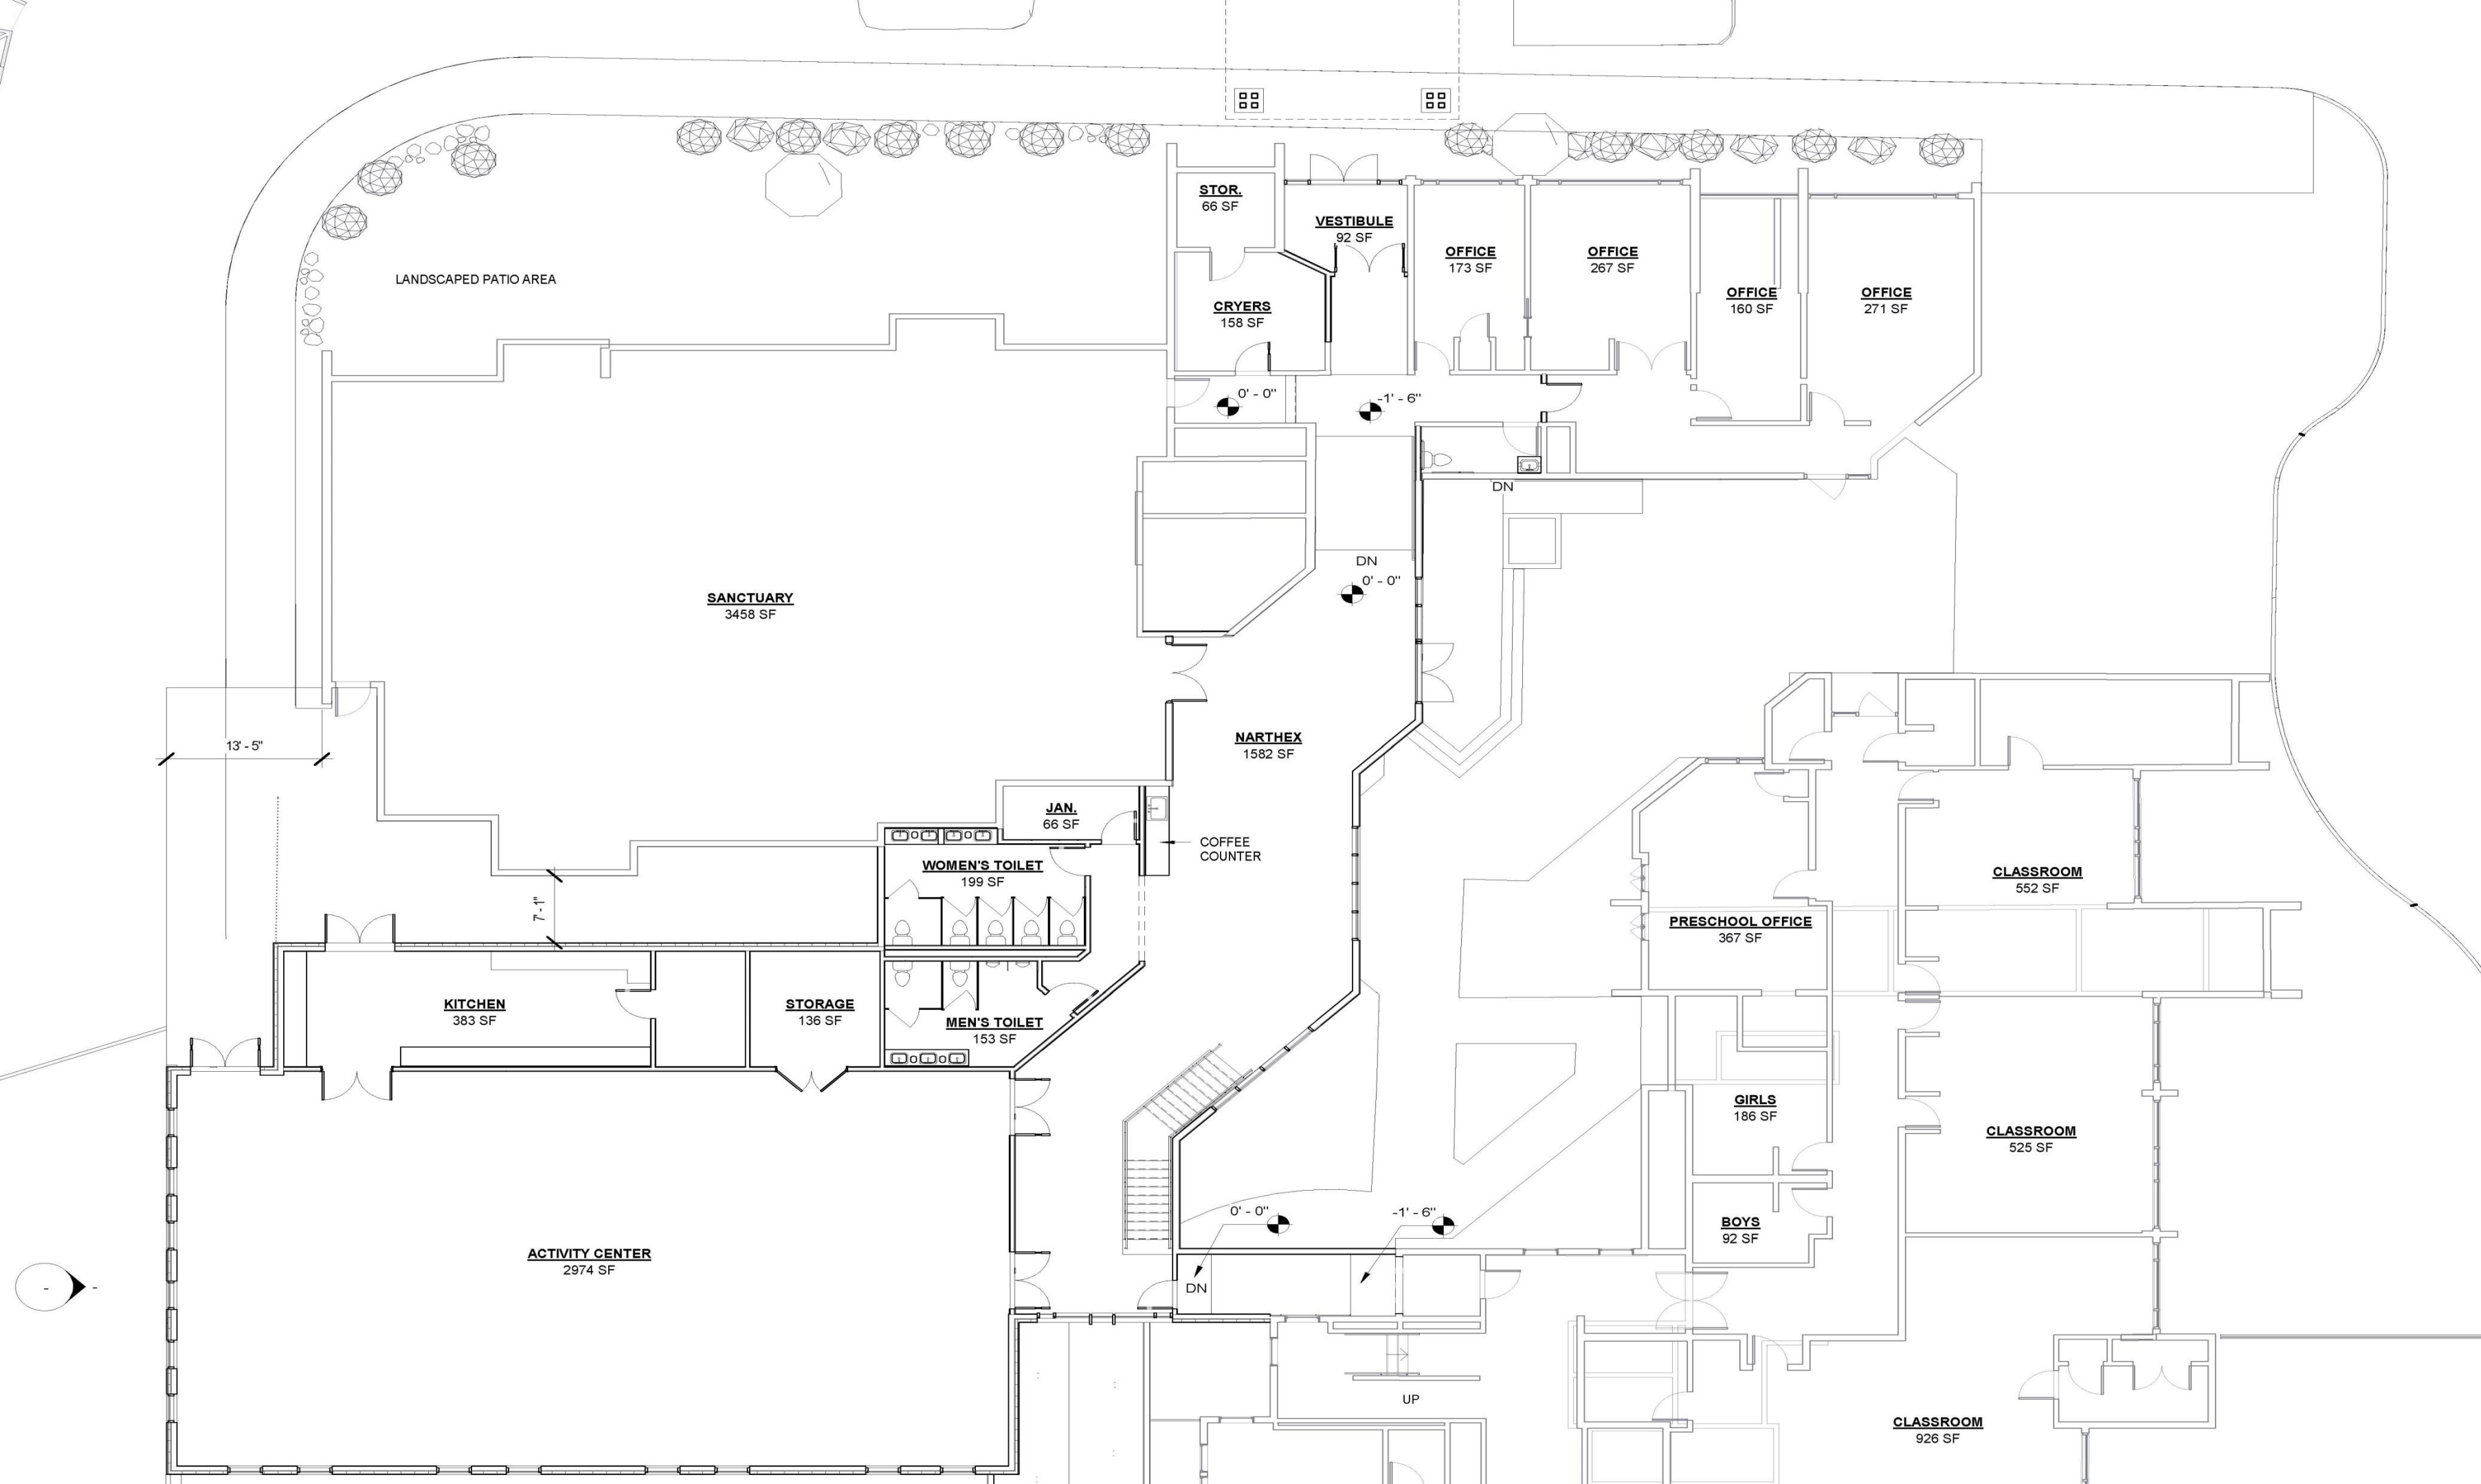 STOR.
66 SF
VESTIBULE
92 SF
OFFICE
173 SF
OFFICE
267 SF
OFFICE
160 SF
OFFICE
271 SF
LANDSCAPED PATIO AREA
CRYERS
158 SF
0' - 0"
-1' - 6"
DN
DN
0' - 0"
SANCTUARY
3458 SF
13' - 5"
NARTHEX
1582 SF
JAN.
66 SF
COFFEE
COUNTER
WOMEN'S TOILET
199 SF
7' - 1"
CLASSROOM
552 SF
PRESCHOOL OFFICE
367 SF
KITCHEN
383 SF
STORAGE
136 SF
MEN'S TOILET
153 SF
GIRLS
186 SF
CLASSROOM
525 SF
0' - 0"
-1' - 6"
BOYS
92 SF
ACTIVITY CENTER
2974 SF
DN
- -
UP
CLASSROOM
926 SF